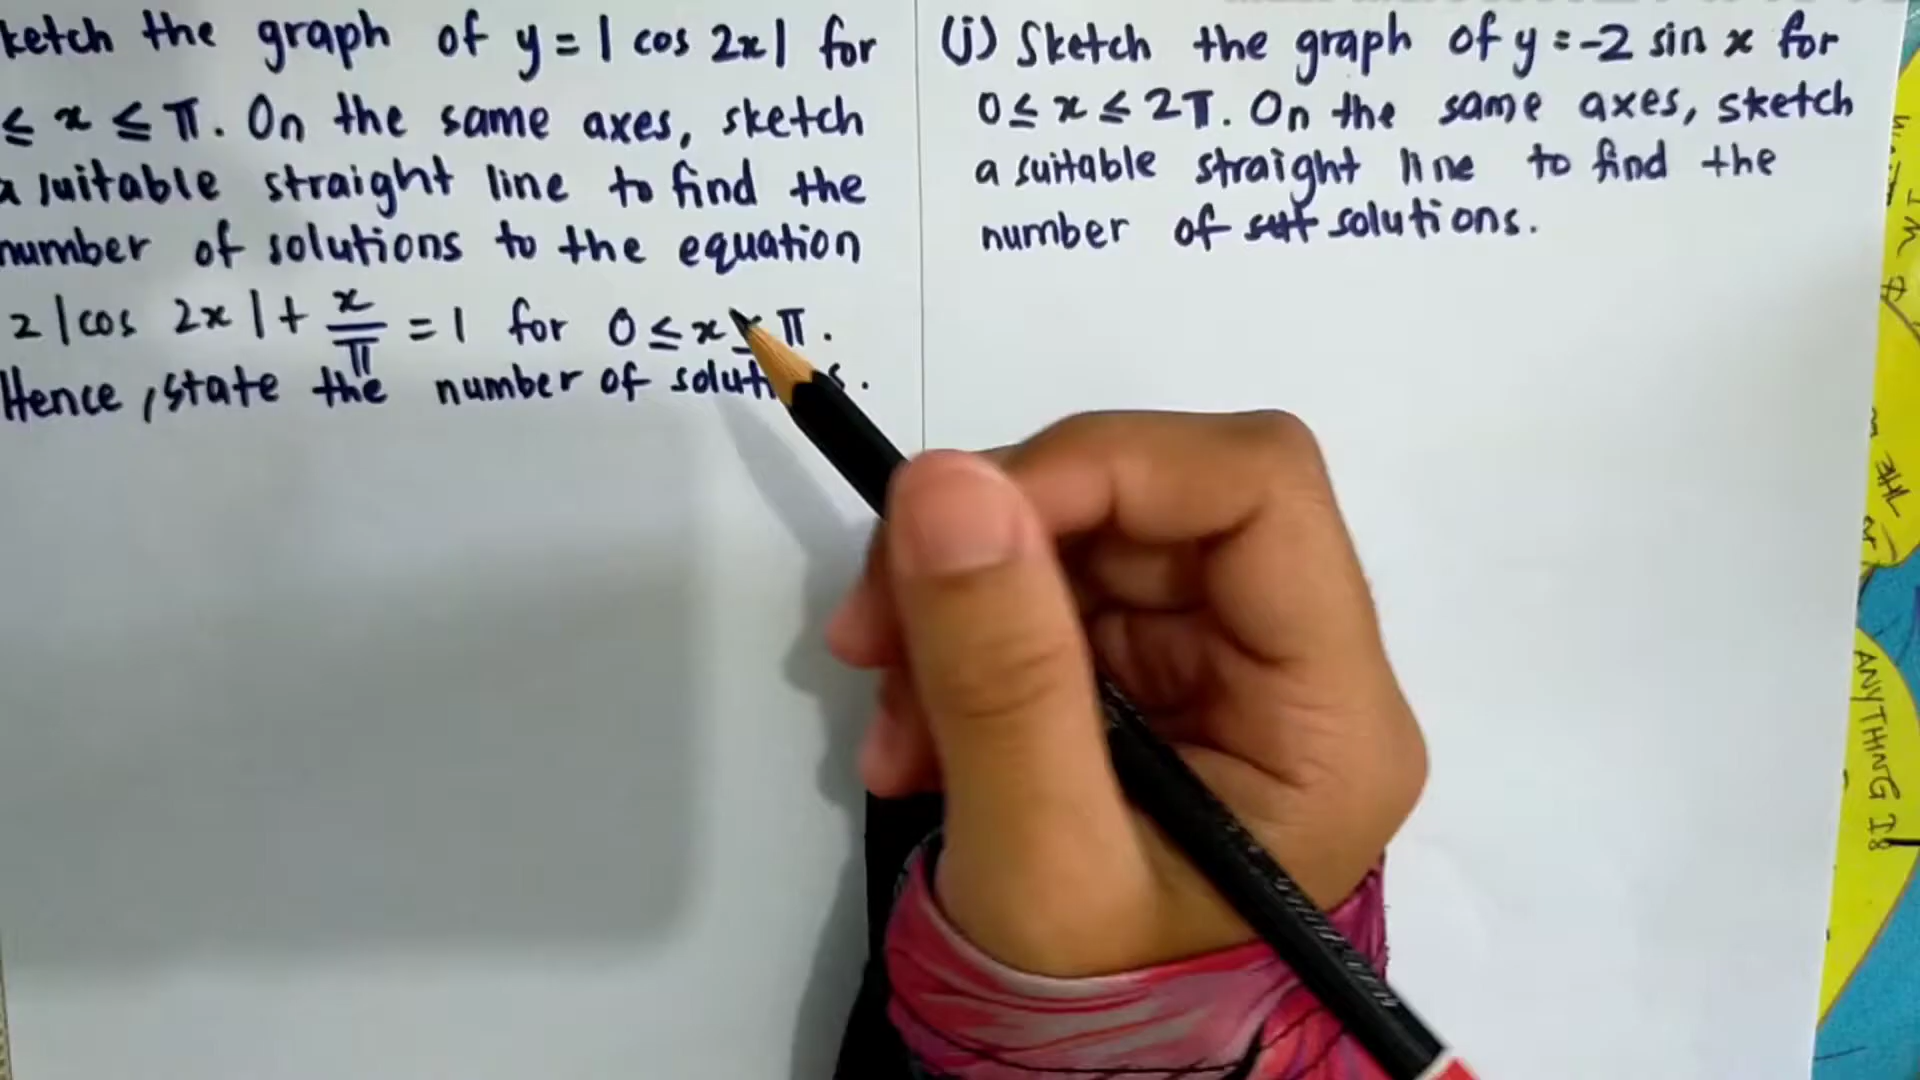 ketch the graph of y = | cos 2x | for
≤ x ≤ π. On the same axes, sketch
a suitable straight line to find the
number of solutions to the equation
2 | cos 2x | + x/π = 1 for 0 ≤ x ≤ π.
Hence, state the number of solutions.
(j) Sketch the graph of y = -2 sin x for
0 ≤ x ≤ 2π. On the same axes, sketch
a suitable straight line to find the
number of solutions.
ANYTHING IS